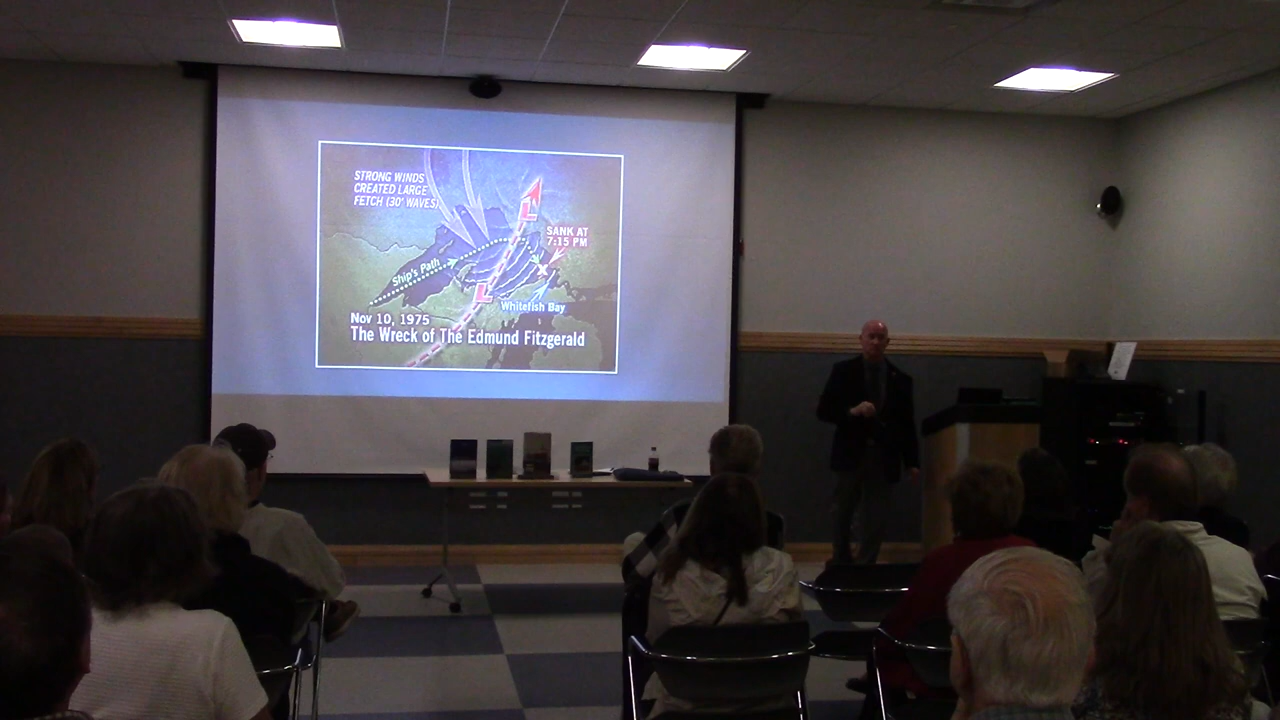 STRONG WINDS
CREATED LARGE
FETCH (30' WAVES)
L
SANK AT
7:15 PM
X
Ship's Path
L
Whitefish Bay
Nov 10, 1975
The Wreck of The Edmund Fitzgerald